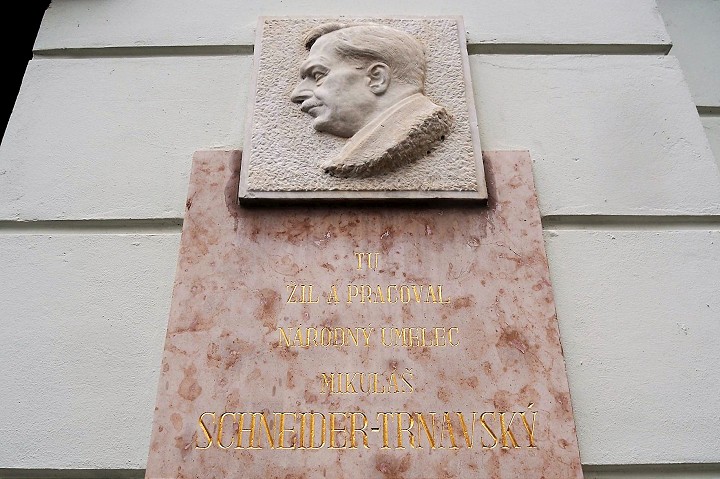 TU
ŽIL A PRACOVAL
NÁRODNÝ UMELEC
MIKULÁŠ
SCHNEIDER-TRNAVSKÝ